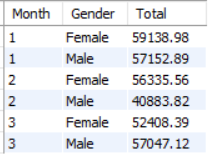 Month Gender Total
1 Female 59138.98
1 Male 57152.89
2 Female 56335.56
2 Male 40883.82
3 Female 52408.39
3 Male 57047.12